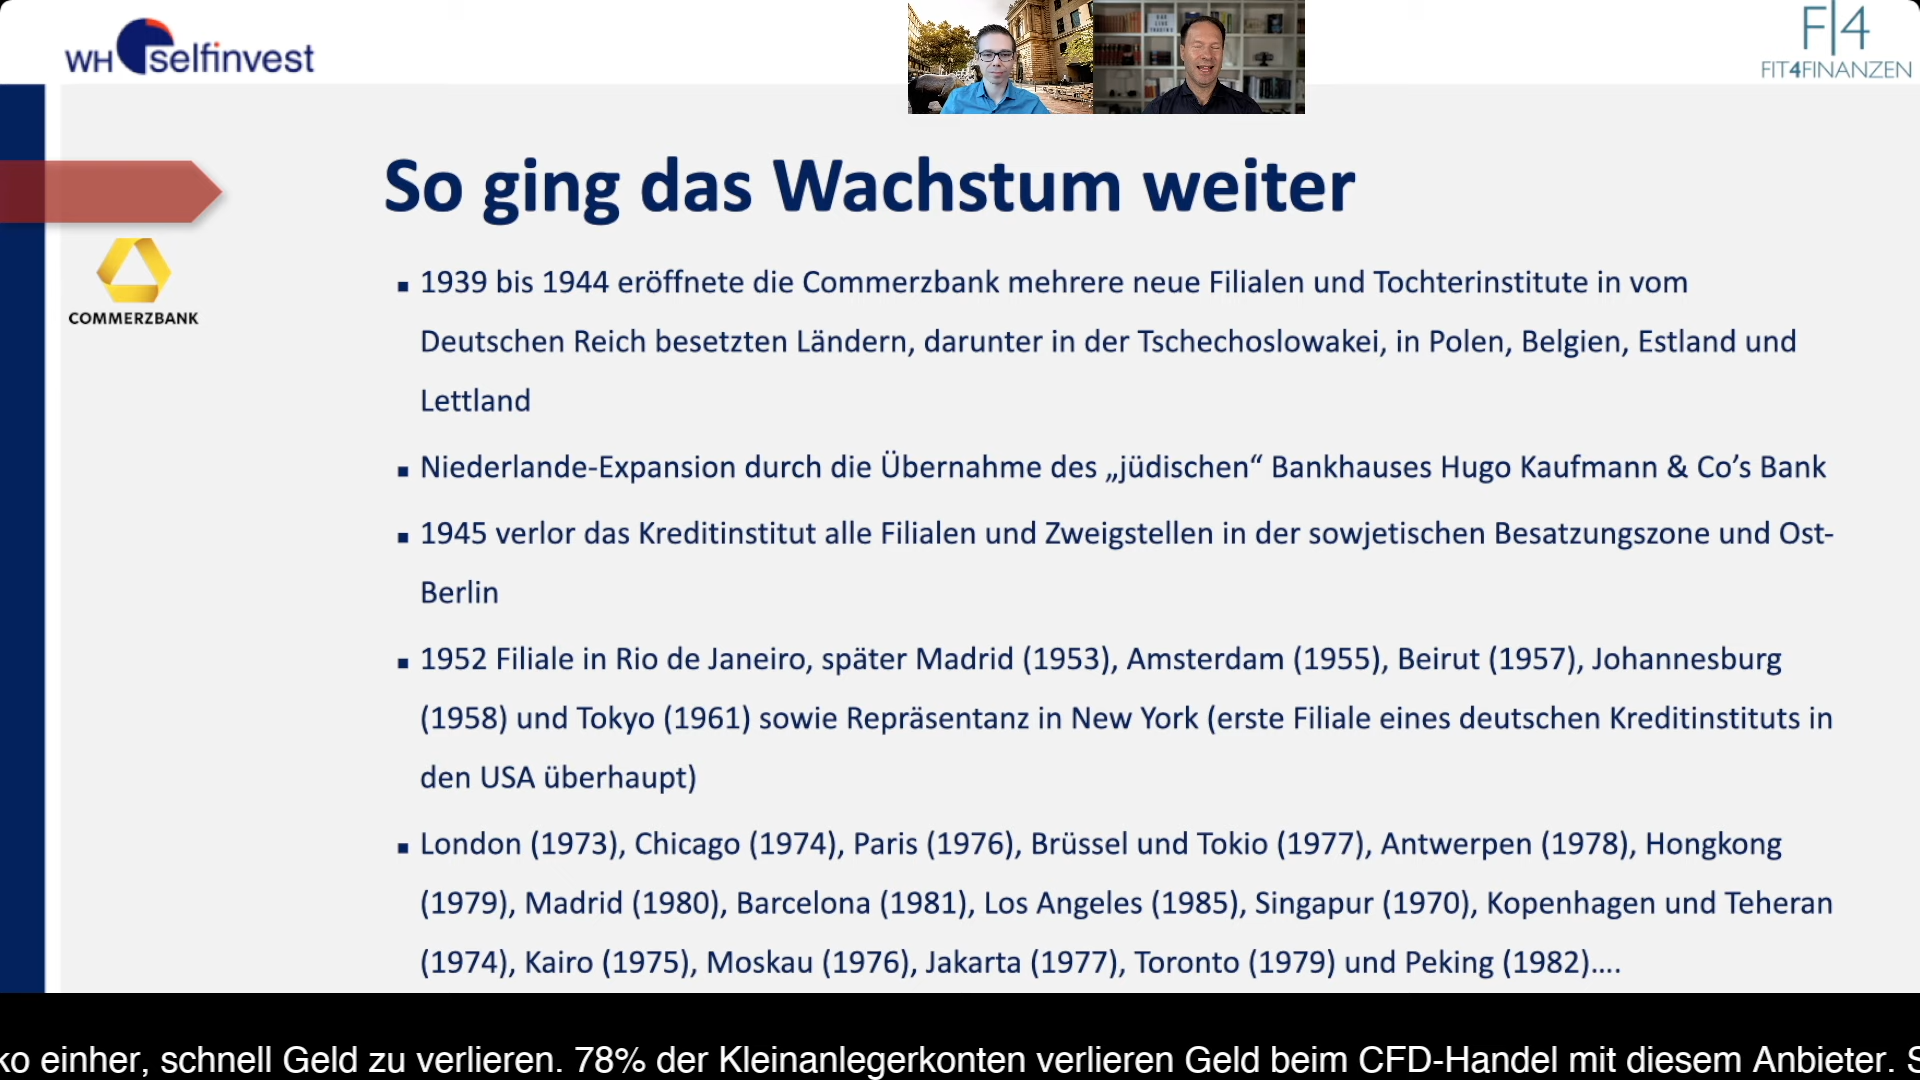 WH selfinvest
F|4
FIT4FINANZEN
So ging das Wachstum weiter
COMMERZBANK
▪ 1939 bis 1944 eröffnete die Commerzbank mehrere neue Filialen und Tochterinstitute in vom
Deutschen Reich besetzten Ländern, darunter in der Tschechoslowakei, in Polen, Belgien, Estland und
Lettland
▪ Niederlande-Expansion durch die Übernahme des „jüdischen“ Bankhauses Hugo Kaufmann & Co’s Bank
▪ 1945 verlor das Kreditinstitut alle Filialen und Zweigstellen in der sowjetischen Besatzungszone und Ost-
Berlin
▪ 1952 Filiale in Rio de Janeiro, später Madrid (1953), Amsterdam (1955), Beirut (1957), Johannesburg
(1958) und Tokyo (1961) sowie Repräsentanz in New York (erste Filiale eines deutschen Kreditinstituts in
den USA überhaupt)
▪ London (1973), Chicago (1974), Paris (1976), Brüssel und Tokio (1977), Antwerpen (1978), Hongkong
(1979), Madrid (1980), Barcelona (1981), Los Angeles (1985), Singapur (1970), Kopenhagen und Teheran
(1974), Kairo (1975), Moskau (1976), Jakarta (1977), Toronto (1979) und Peking (1982)....
ko einher, schnell Geld zu verlieren. 78% der Kleinanlegerkonten verlieren Geld beim CFD-Handel mit diesem Anbieter. S